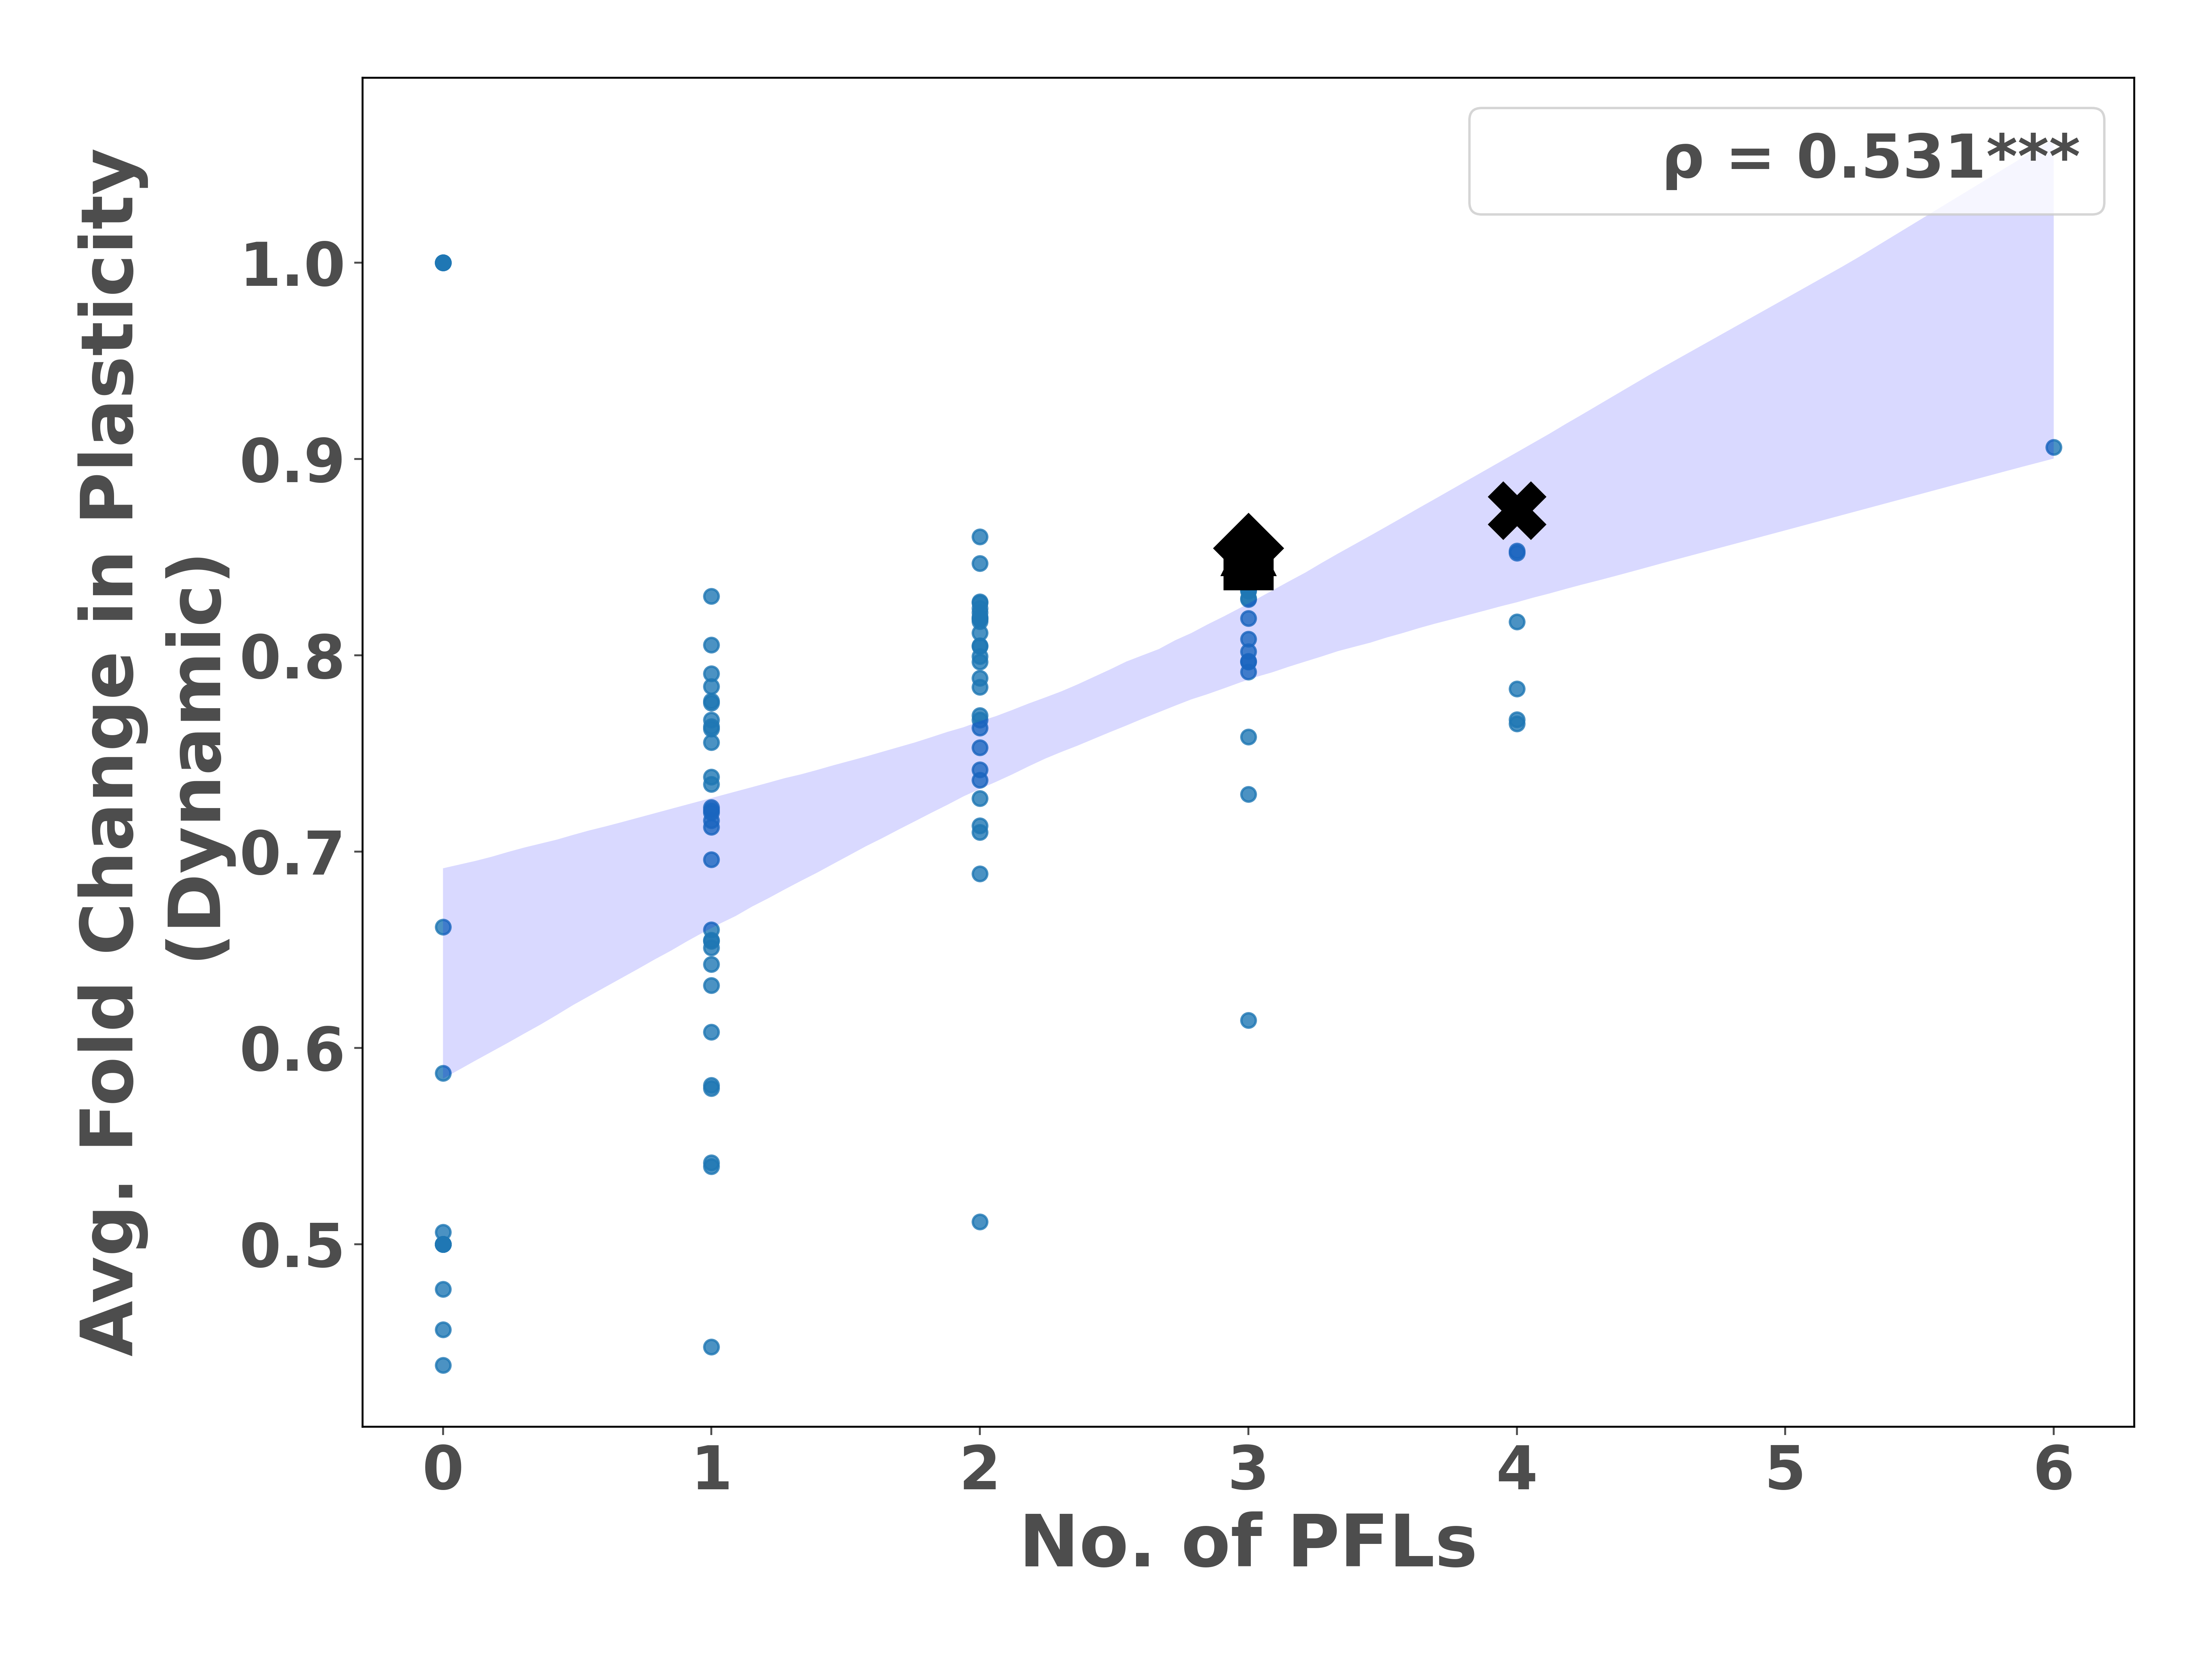 ρ = 0.531***
Avg. Fold Change in Plasticity
(Dynamic)
1.0
0.9
0.8
0.7
0.6
0.5
0 1 2 3 4 5 6
No. of PFLs